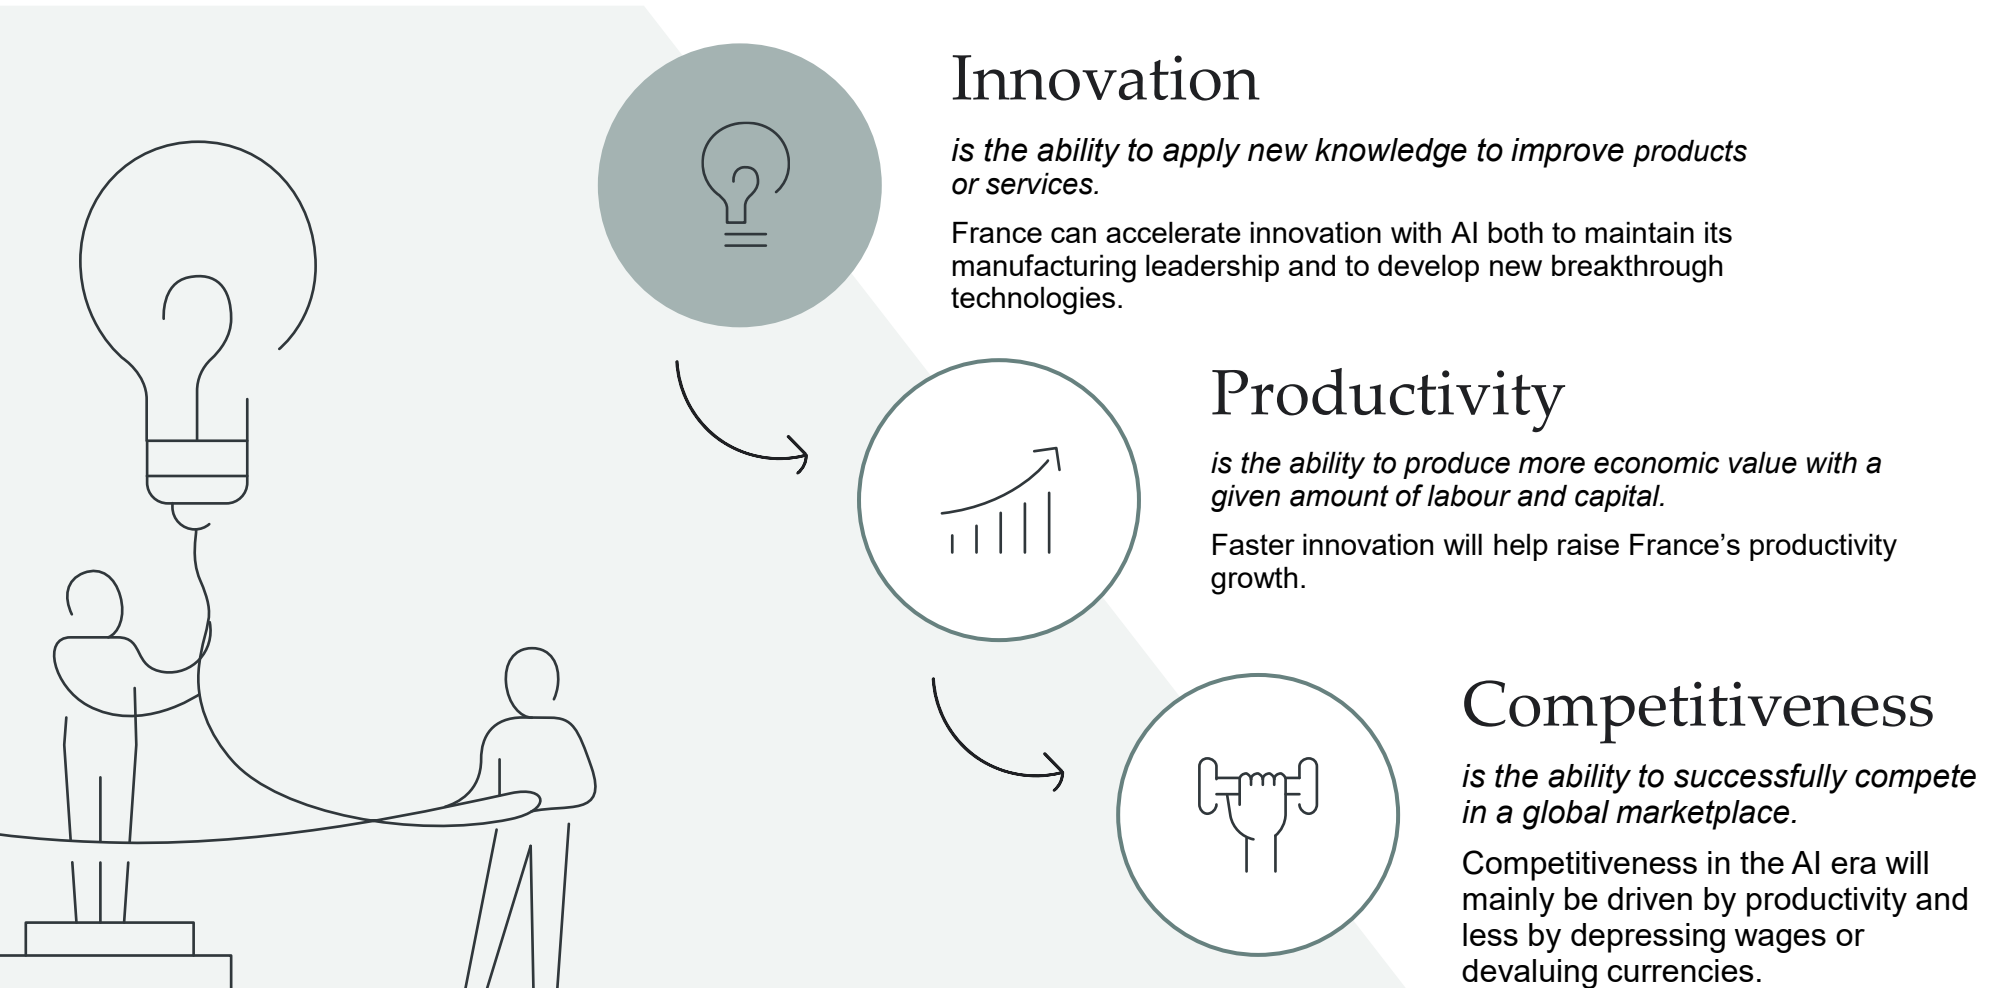 Innovation
is the ability to apply new knowledge to improve products
or services.
France can accelerate innovation with AI both to maintain its
manufacturing leadership and to develop new breakthrough
technologies.
Productivity
is the ability to produce more economic value with a
given amount of labour and capital.
Faster innovation will help raise France’s productivity
growth.
Competitiveness
is the ability to successfully compete
in a global marketplace.
Competitiveness in the AI era will
mainly be driven by productivity and
less by depressing wages or
devaluing currencies.